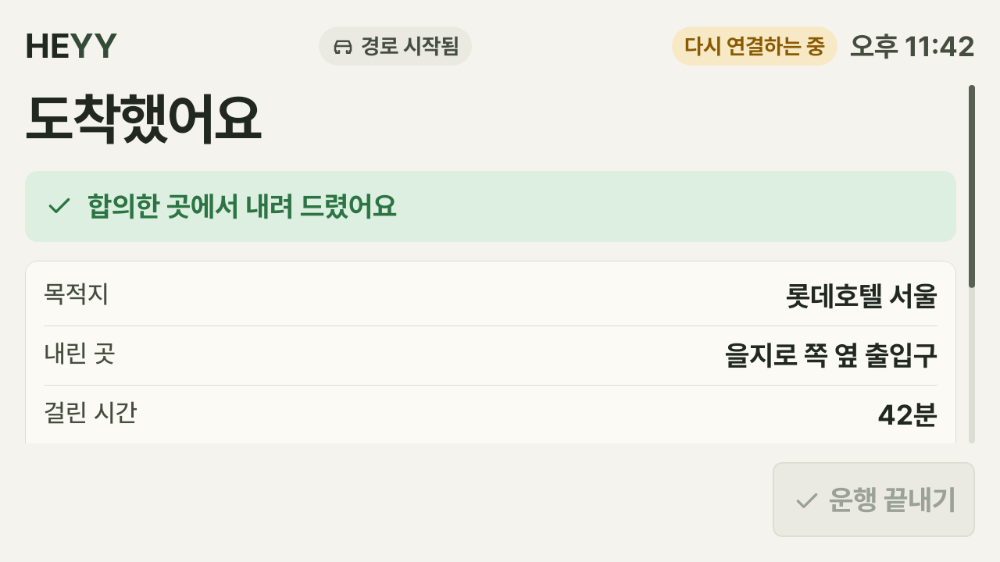 HEYY
경로 시작됨
다시 연결하는 중
오후 11:42
도착했어요
합의한 곳에서 내려 드렸어요
목적지
롯데호텔 서울
내린 곳
을지로 쪽 옆 출입구
걸린 시간
42분
운행 끝내기